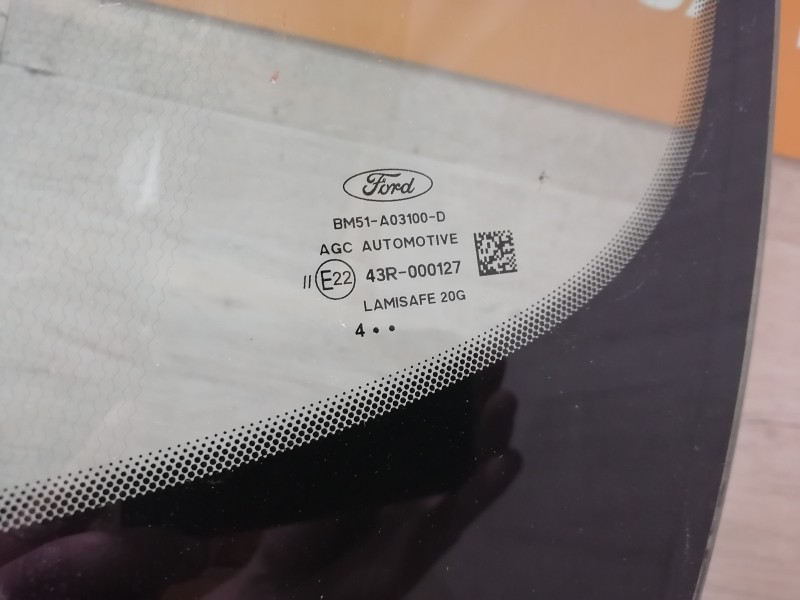 Ford
BM51-A03100-D
AGC AUTOMOTIVE
II E22 43R-000127
LAMISAFE 20G
4 • •